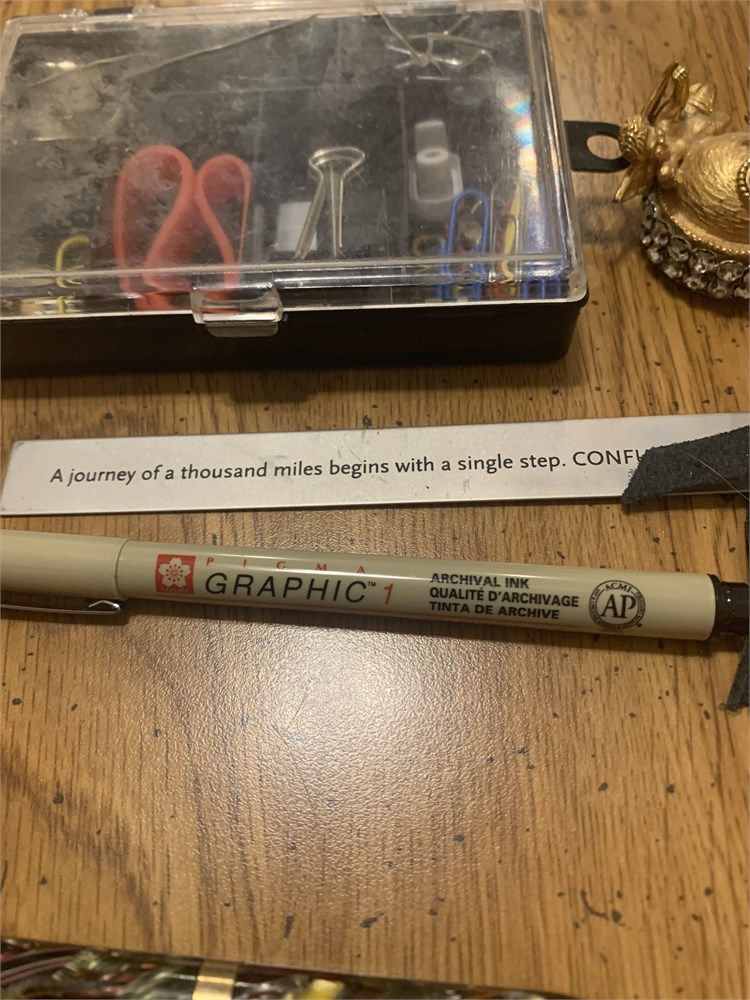 A journey of a thousand miles begins with a single step. CONFU
PIGMA
GRAPHIC™ 1
ARCHIVAL INK
QUALITÉ D'ARCHIVAGE
TINTA DE ARCHIVE
ACMI
AP